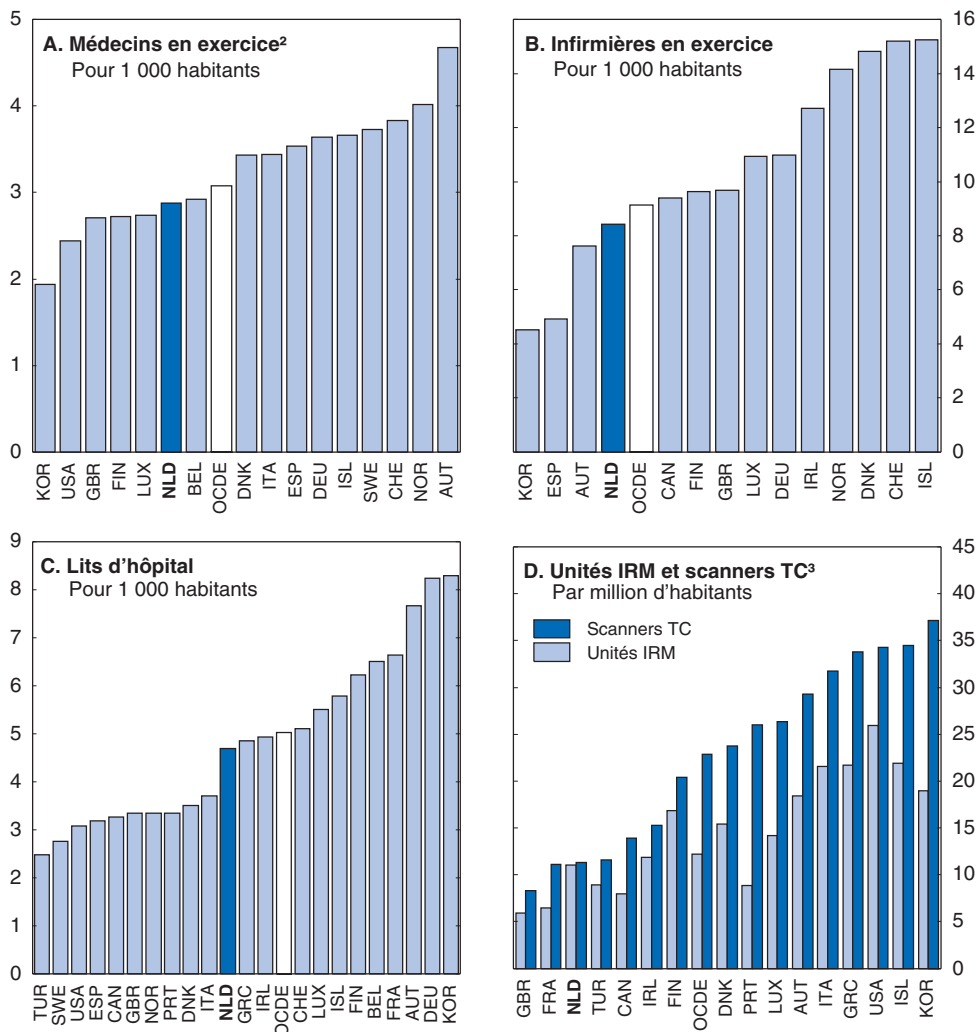 A. Médecins en exercice²
Pour 1 000 habitants
5
4
3
2
1
0
KOR USA GBR FIN LUX NLD BEL OCDE DNK ITA ESP DEU ISL SWE CHE NOR AUT
B. Infirmières en exercice
Pour 1 000 habitants
16
14
12
10
8
6
4
2
0
KOR ESP AUT NLD OCDE CAN FIN GBR LUX DEU IRL NOR DNK CHE ISL
C. Lits d'hôpital
Pour 1 000 habitants
9
8
7
6
5
4
3
2
1
0
TUR SWE USA ESP CAN GBR NOR PRT DNK ITA NLD GRC IRL OCDE CHE LUX ISL FIN BEL FRA AUT DEU KOR
D. Unités IRM et scanners TC³
Par million d'habitants
Scanners TC
Unités IRM
45
40
35
30
25
20
15
10
5
0
GBR FRA NLD TUR CAN IRL FIN OCDE DNK PRT LUX AUT ITA GRC USA ISL KOR